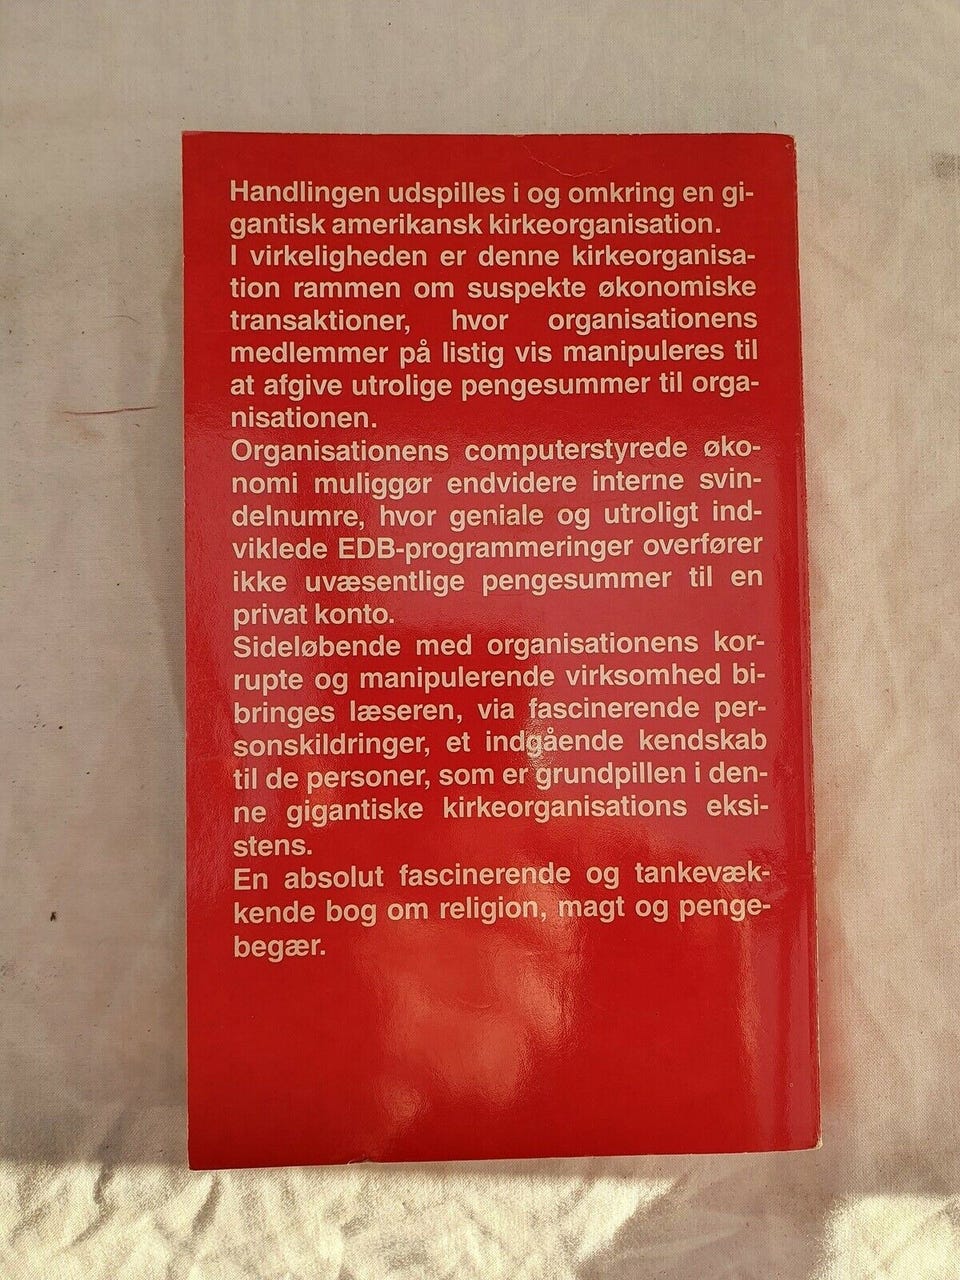 Handlingen udspilles i og omkring en gi-
gantisk amerikansk kirkeorganisation.
I virkeligheden er denne kirkeorganisa-
tion rammen om suspekte økonomiske
transaktioner, hvor organisationens
medlemmer på listig vis manipuleres til
at afgive utrolige pengesummer til orga-
nisationen.
Organisationens computerstyrede øko-
nomi muliggør endvidere interne svin-
delnumre, hvor geniale og utroligt ind-
viklede EDB-programmeringer overfører
ikke uvæsentlige pengesummer til en
privat konto.
Sideløbende med organisationens kor-
rupte og manipulerende virksomhed bi-
bringes læseren, via fascinerende per-
sonskildringer, et indgående kendskab
til de personer, som er grundpillen i den-
ne gigantiske kirkeorganisations eksi-
stens.
En absolut fascinerende og tankevæk-
kende bog om religion, magt og penge-
begær.